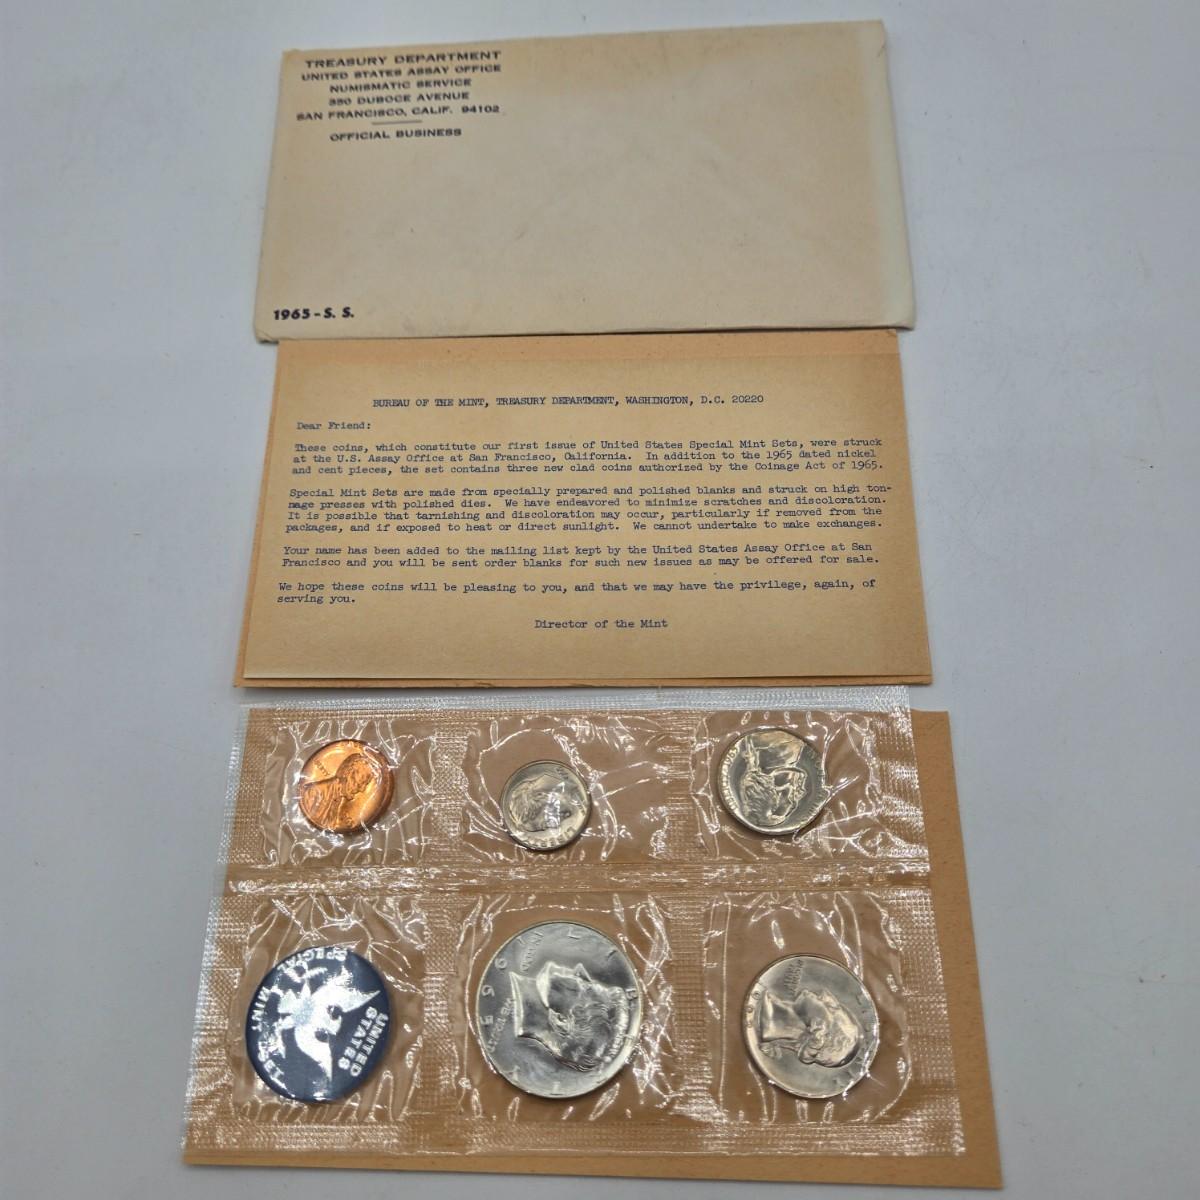 TREASURY DEPARTMENT
UNITED STATES ASSAY OFFICE
NUMISMATIC SERVICE
350 DUBOCE AVENUE
SAN FRANCISCO, CALIF. 94102
OFFICIAL BUSINESS
1965-S. S.
BUREAU OF THE MINT, TREASURY DEPARTMENT, WASHINGTON, D.C. 20220
Dear Friend:
These coins, which constitute our first issue of United States Special Mint Sets, were struck
at the U.S. Assay Office at San Francisco, California. In addition to the 1965 dated nickel
and cent pieces, the set contains three new clad coins authorized by the Coinage Act of 1965.
Special Mint Sets are made from specially prepared and polished blanks and struck on high ton-
nage presses with polished dies. We have endeavored to minimize scratches and discoloration.
It is possible that tarnishing and discoloration may occur, particularly if removed from the
packages, and if exposed to heat or direct sunlight. We cannot undertake to make exchanges.
Your name has been added to the mailing list kept by the United States Assay Office at San
Francisco and you will be sent order blanks for such new issues as may be offered for sale.
We hope these coins will be pleasing to you, and that we may have the privilege, again, of
serving you.
Director of the Mint
UNITED
STATES
SPECIAL MINT